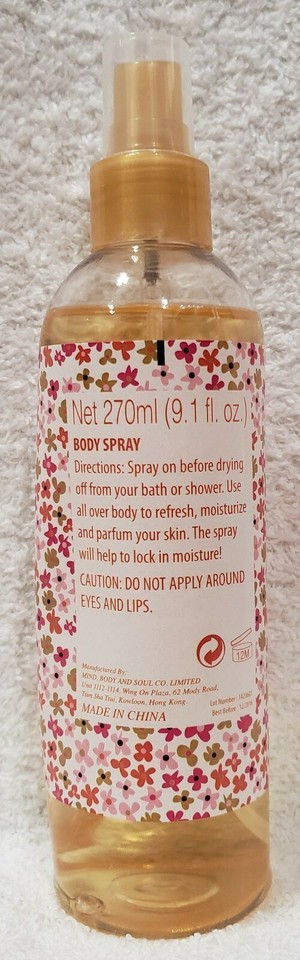 Net 270ml (9.1 fl. oz.)
BODY SPRAY
Directions: Spray on before drying
off from your bath or shower. Use
all over body to refresh, moisturize
and parfum your skin. The spray
will help to lock in moisture!
CAUTION: DO NOT APPLY AROUND
EYES AND LIPS.
12M
Manufactured By:
MIND, BODY AND SOUL CO. LIMITED
Unit 1112-1114, Wing On Plaza, 62 Mody Road,
Tsim Sha Tsui, Kowloon, Hong Kong.
MADE IN CHINA
Lot Number :
Best Before :